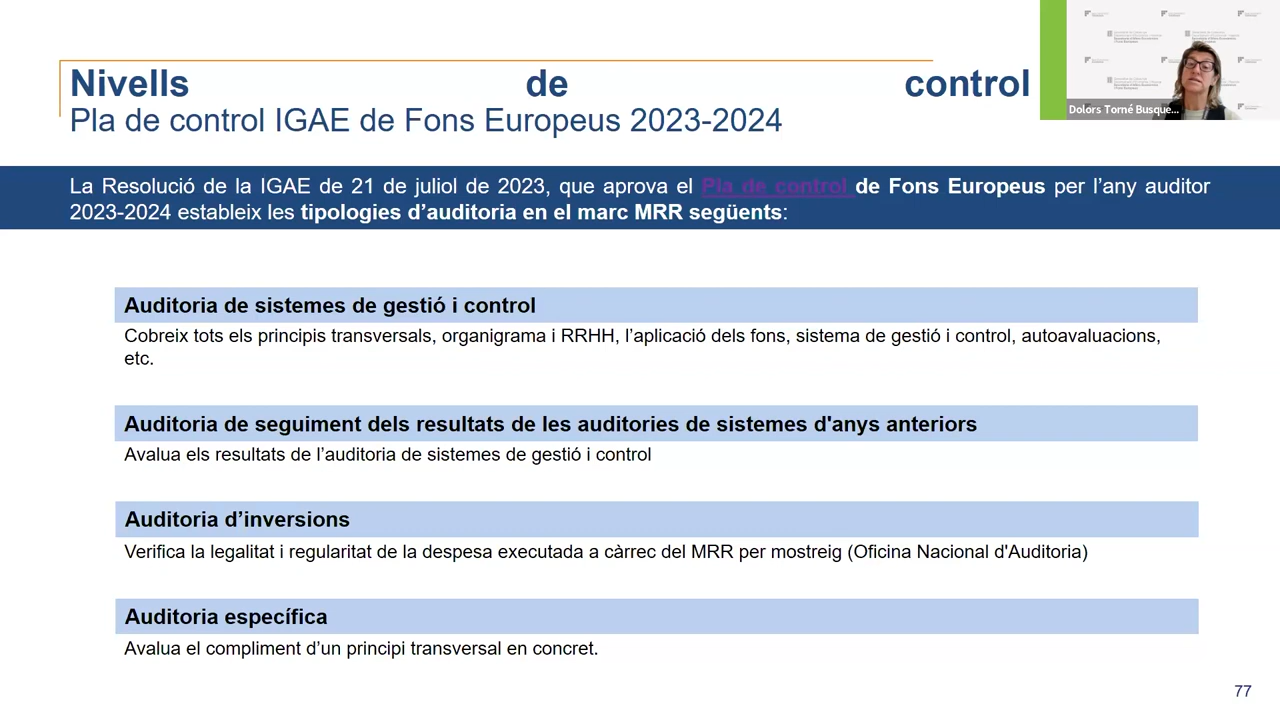 Nivells de control
Pla de control IGAE de Fons Europeus 2023-2024
Dolors Torné Busque...
La Resolució de la IGAE de 21 de juliol de 2023, que aprova el Pla de control de Fons Europeus per l’any auditor
2023-2024 estableix les tipologies d’auditoria en el marc MRR següents:
Auditoria de sistemes de gestió i control
Cobreix tots els principis transversals, organigrama i RRHH, l’aplicació dels fons, sistema de gestió i control, autoavaluacions,
etc.
Auditoria de seguiment dels resultats de les auditories de sistemes d'anys anteriors
Avalua els resultats de l’auditoria de sistemes de gestió i control
Auditoria d’inversions
Verifica la legalitat i regularitat de la despesa executada a càrrec del MRR per mostreig (Oficina Nacional d'Auditoria)
Auditoria específica
Avalua el compliment d’un principi transversal en concret.
77